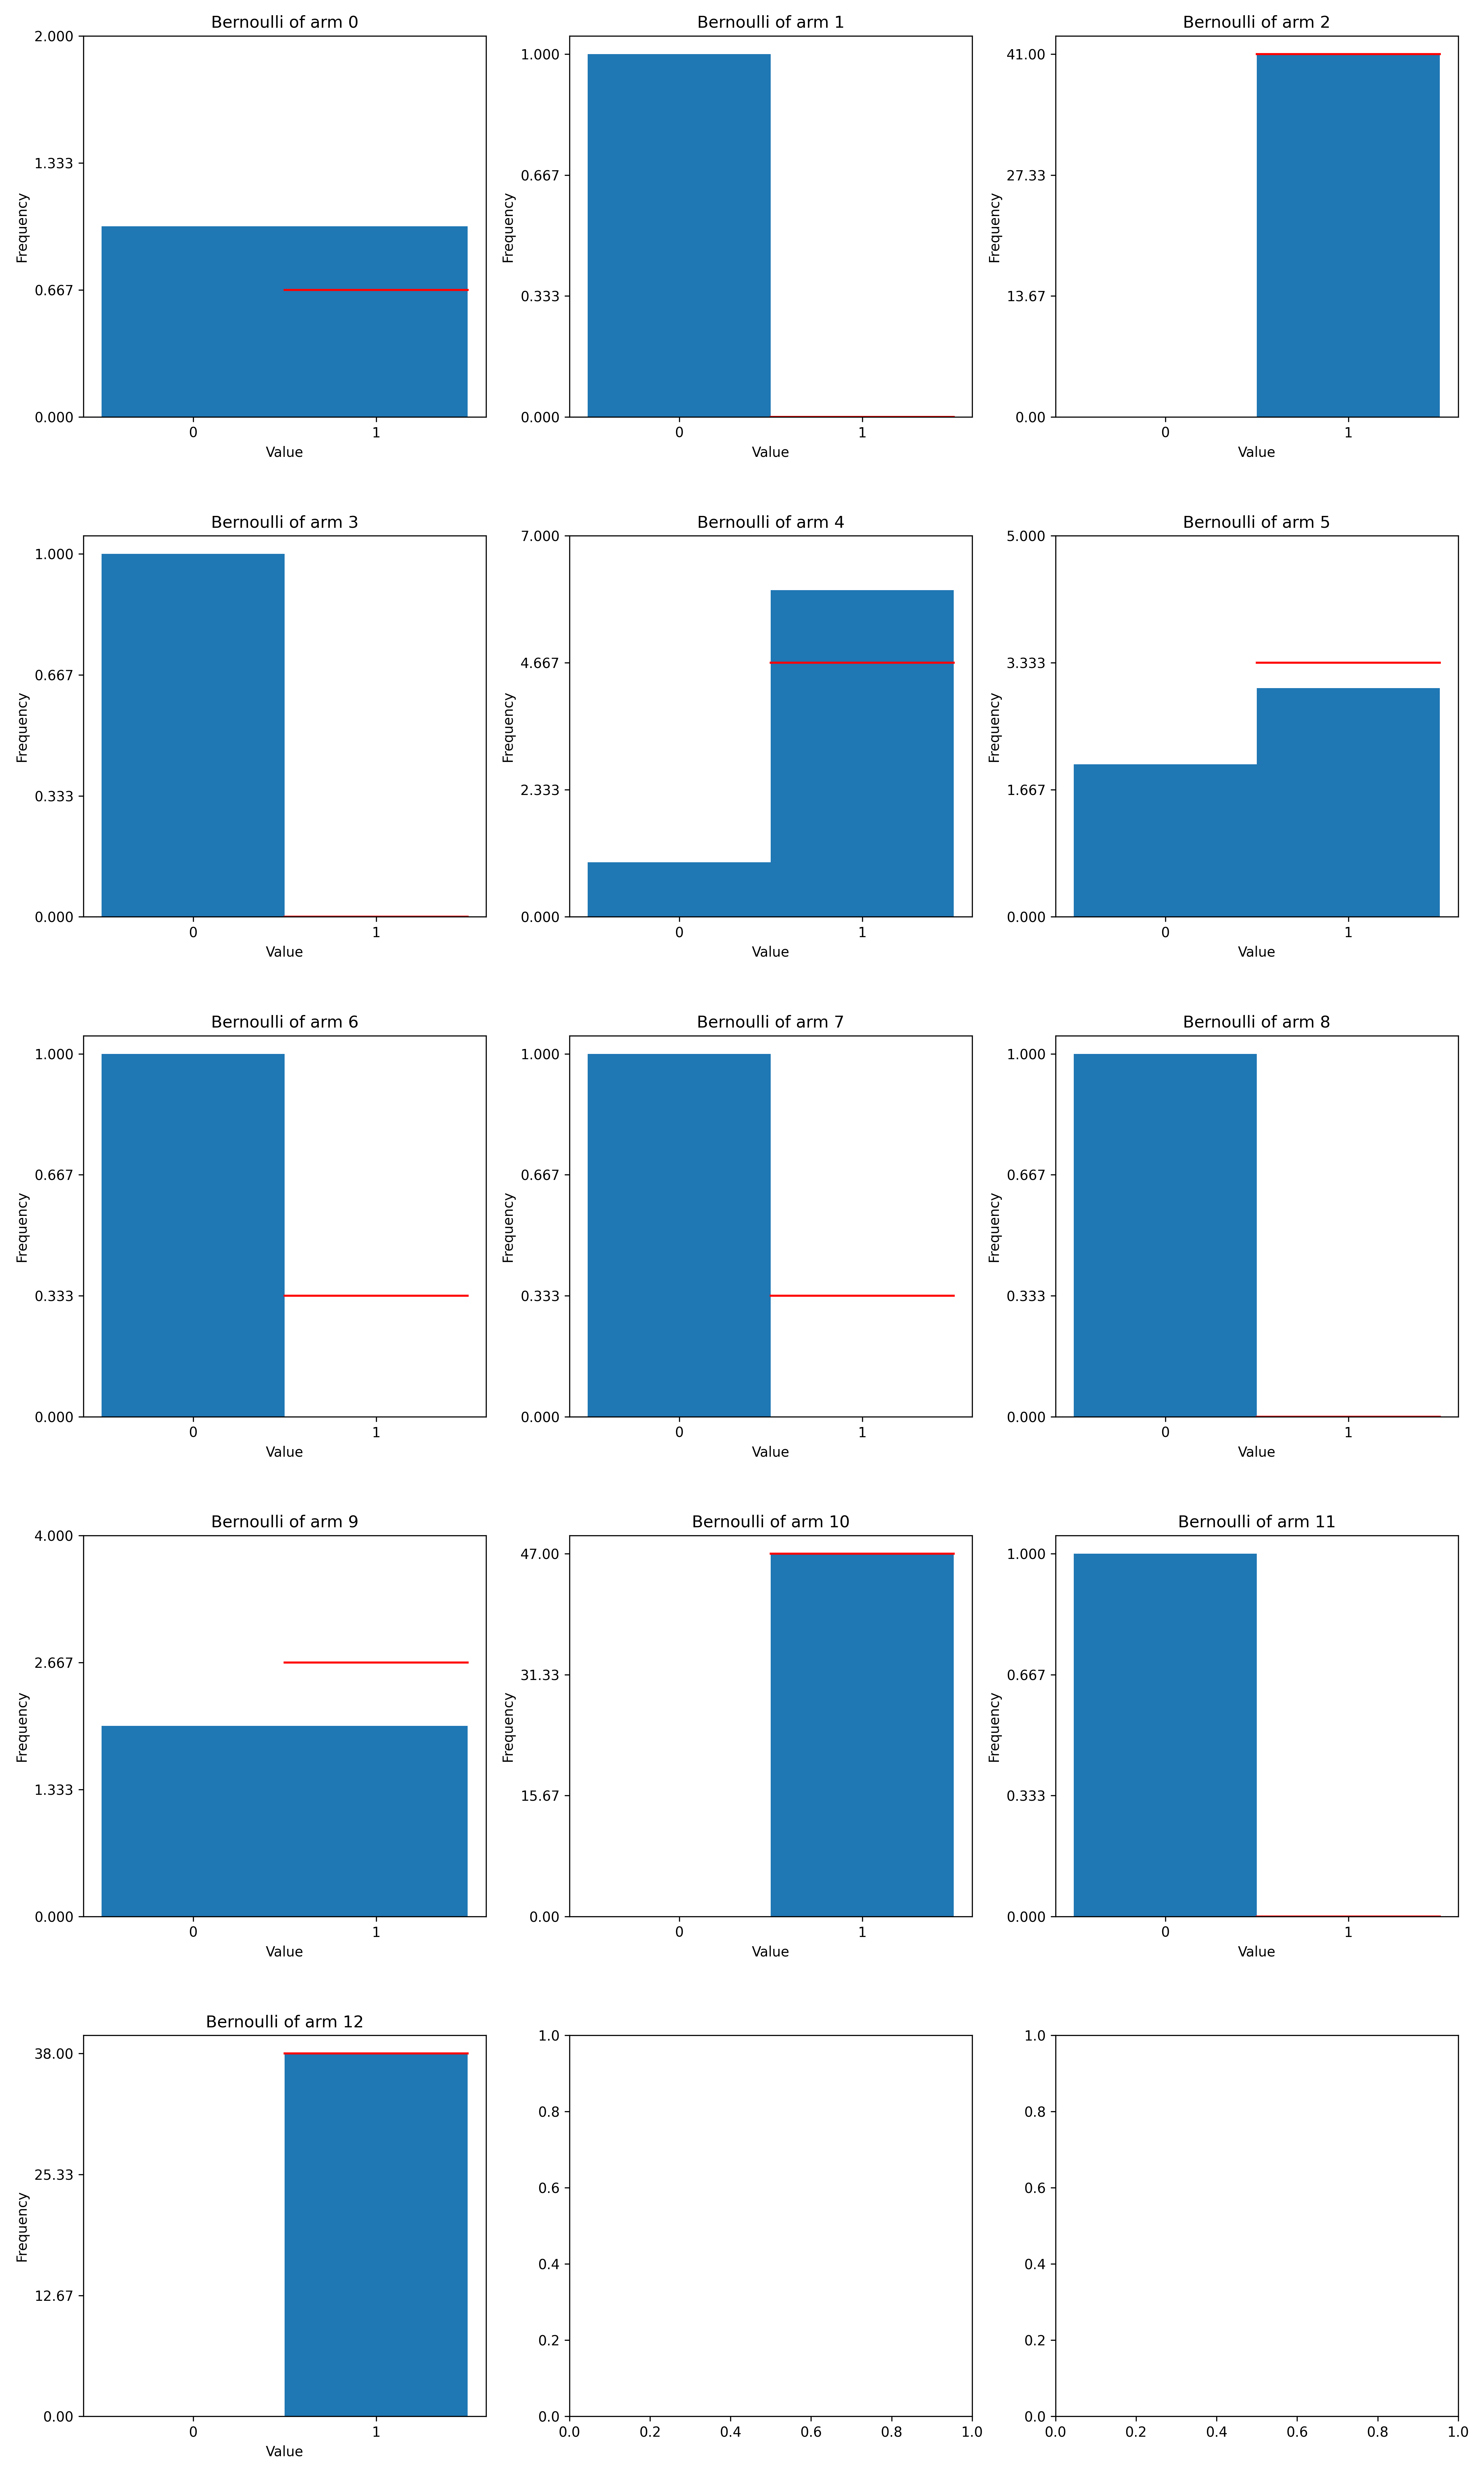 Bernoulli of arm 0
2.000
1.333
0.667
0.000
Frequency
0 1
Value
Bernoulli of arm 1
1.000
0.667
0.333
0.000
Frequency
0 1
Value
Bernoulli of arm 2
41.00
27.33
13.67
0.00
Frequency
0 1
Value
Bernoulli of arm 3
1.000
0.667
0.333
0.000
Frequency
0 1
Value
Bernoulli of arm 4
7.000
4.667
2.333
0.000
Frequency
0 1
Value
Bernoulli of arm 5
5.000
3.333
1.667
0.000
Frequency
0 1
Value
Bernoulli of arm 6
1.000
0.667
0.333
0.000
Frequency
0 1
Value
Bernoulli of arm 7
1.000
0.667
0.333
0.000
Frequency
0 1
Value
Bernoulli of arm 8
1.000
0.667
0.333
0.000
Frequency
0 1
Value
Bernoulli of arm 9
4.000
2.667
1.333
0.000
Frequency
0 1
Value
Bernoulli of arm 10
47.00
31.33
15.67
0.00
Frequency
0 1
Value
Bernoulli of arm 11
1.000
0.667
0.333
0.000
Frequency
0 1
Value
Bernoulli of arm 12
38.00
25.33
12.67
0.00
Frequency
0 1
Value
1.0
0.8
0.6
0.4
0.2
0.0
0.0 0.2 0.4 0.6 0.8 1.0
1.0
0.8
0.6
0.4
0.2
0.0
0.0 0.2 0.4 0.6 0.8 1.0